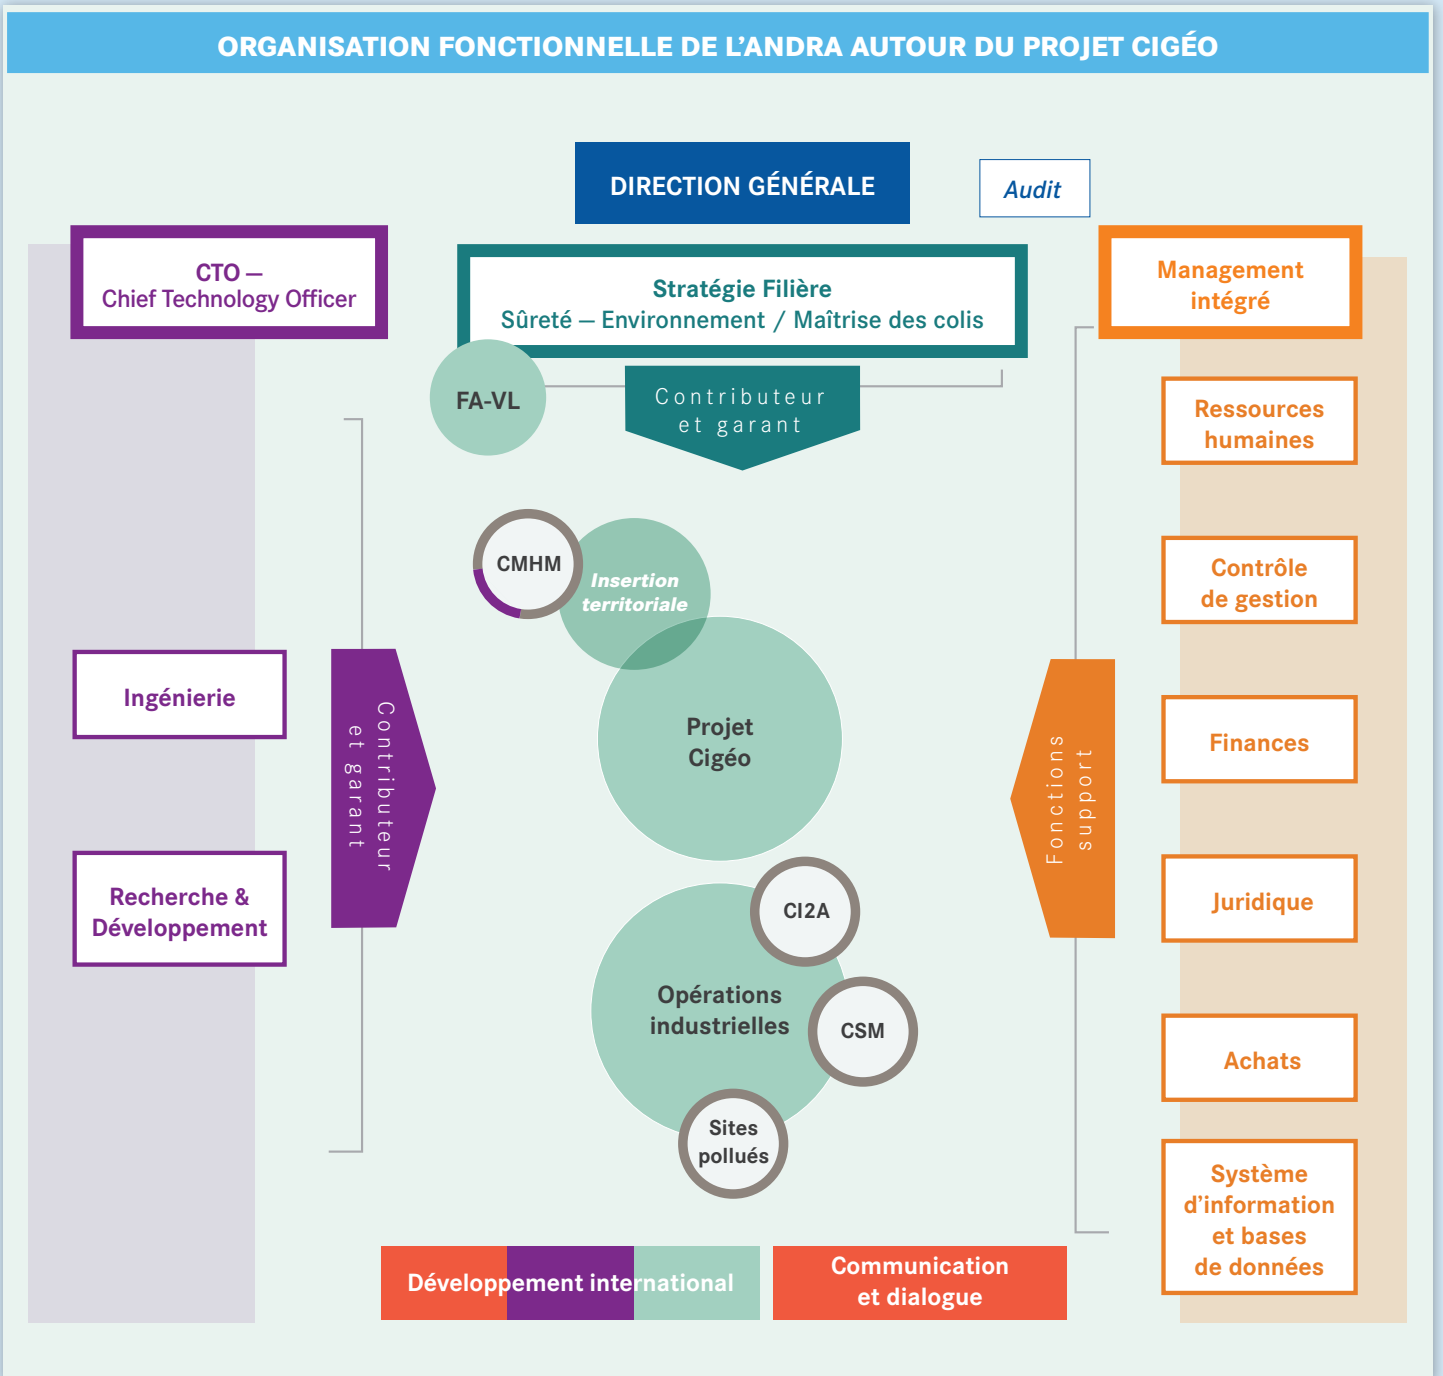 ORGANISATION FONCTIONNELLE DE L'ANDRA AUTOUR DU PROJET CIGÉO
DIRECTION GÉNÉRALE
Audit
CTO —
Chief Technology Officer
Stratégie Filière
Sûreté — Environnement / Maîtrise des colis
Management
intégré
FA-VL
Contributeur
et garant
Ressources
humaines
CMHM
Insertion
territoriale
Contrôle
de gestion
Ingénierie
Contributeur
et garant
Projet
Cigéo
Fonctions
support
Finances
Recherche &
Développement
CI2A
Juridique
Opérations
industrielles
CSM
Achats
Sites
pollués
Système
d'information
et bases
de données
Développement international
Communication
et dialogue